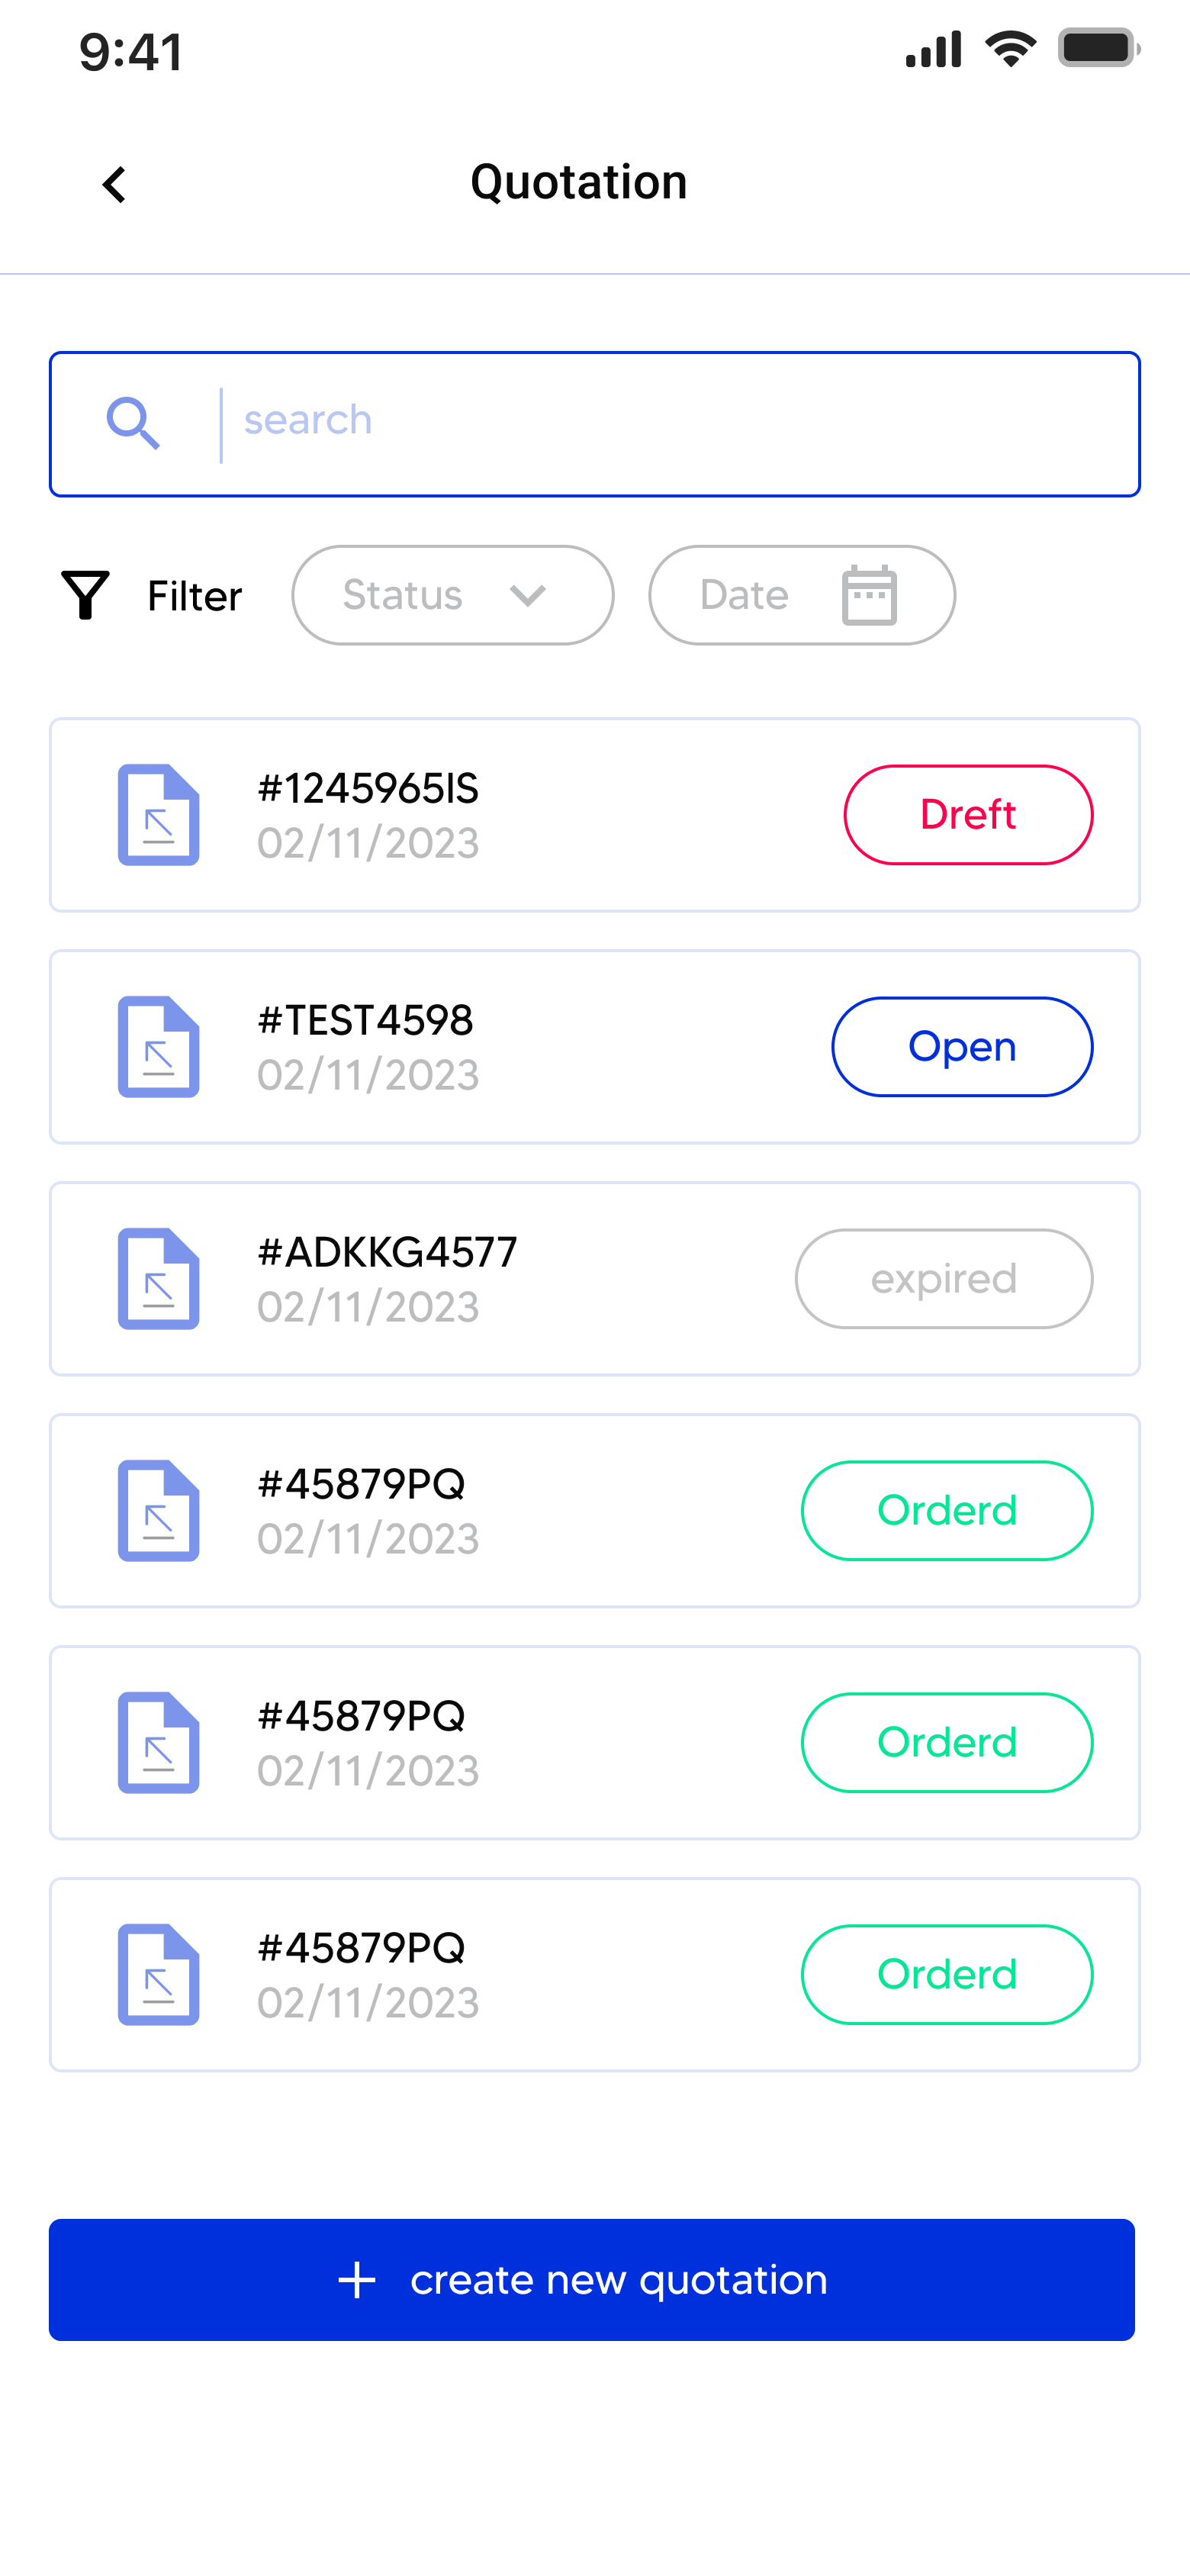 9:41
Quotation
search
Filter
Status
Date
#1245965IS
02/11/2023
Dreft
#TEST4598
02/11/2023
Open
#ADKKG4577
02/11/2023
expired
#45879PQ
02/11/2023
Orderd
#45879PQ
02/11/2023
Orderd
#45879PQ
02/11/2023
Orderd
+ create new quotation